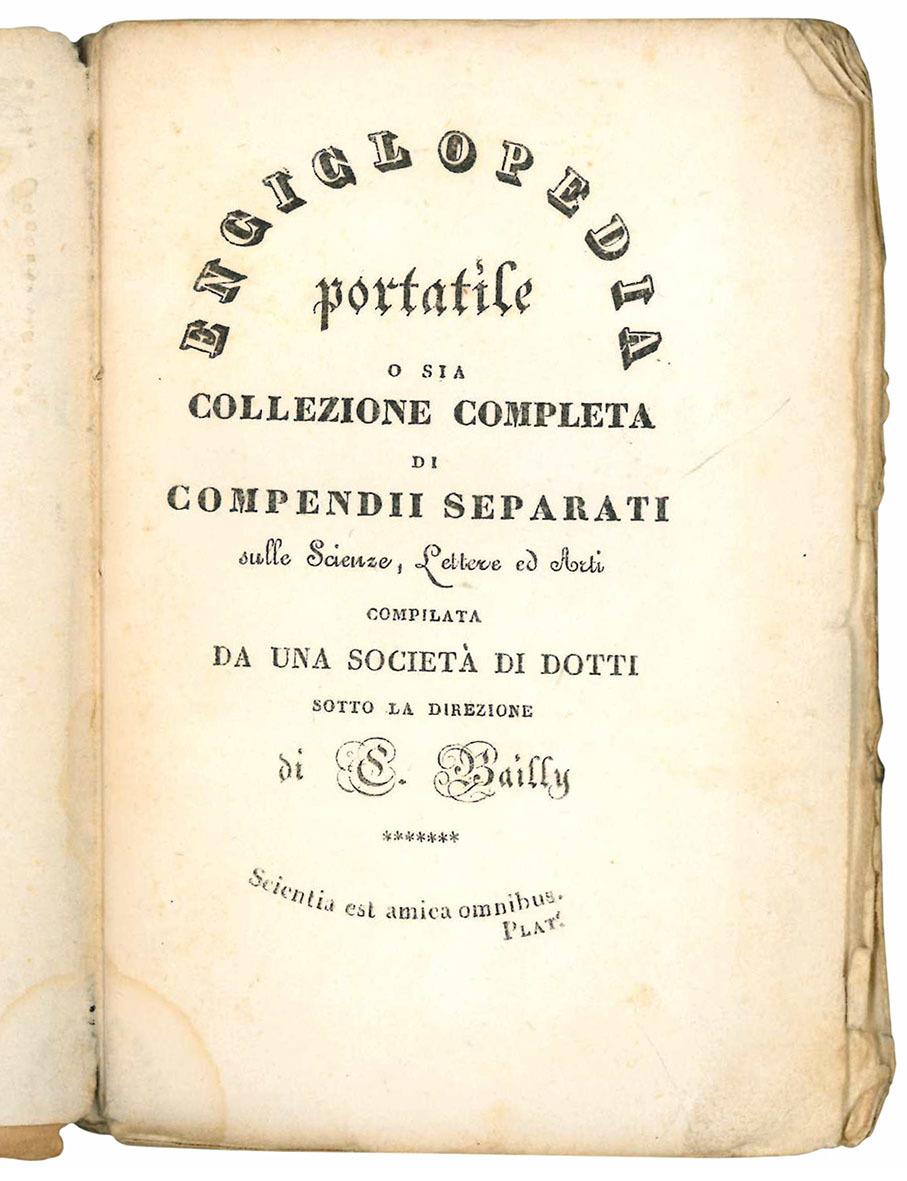 ENCICLOPEDIA
portatile
O SIA
COLLEZIONE COMPLETA
DI
COMPENDII SEPARATI
sulle Scienze, Lettere ed Arti
COMPILATA
DA UNA SOCIETÀ DI DOTTI
SOTTO LA DIREZIONE
di C. Bailly
*******
Scientia est amica omnibus.
PLAT.